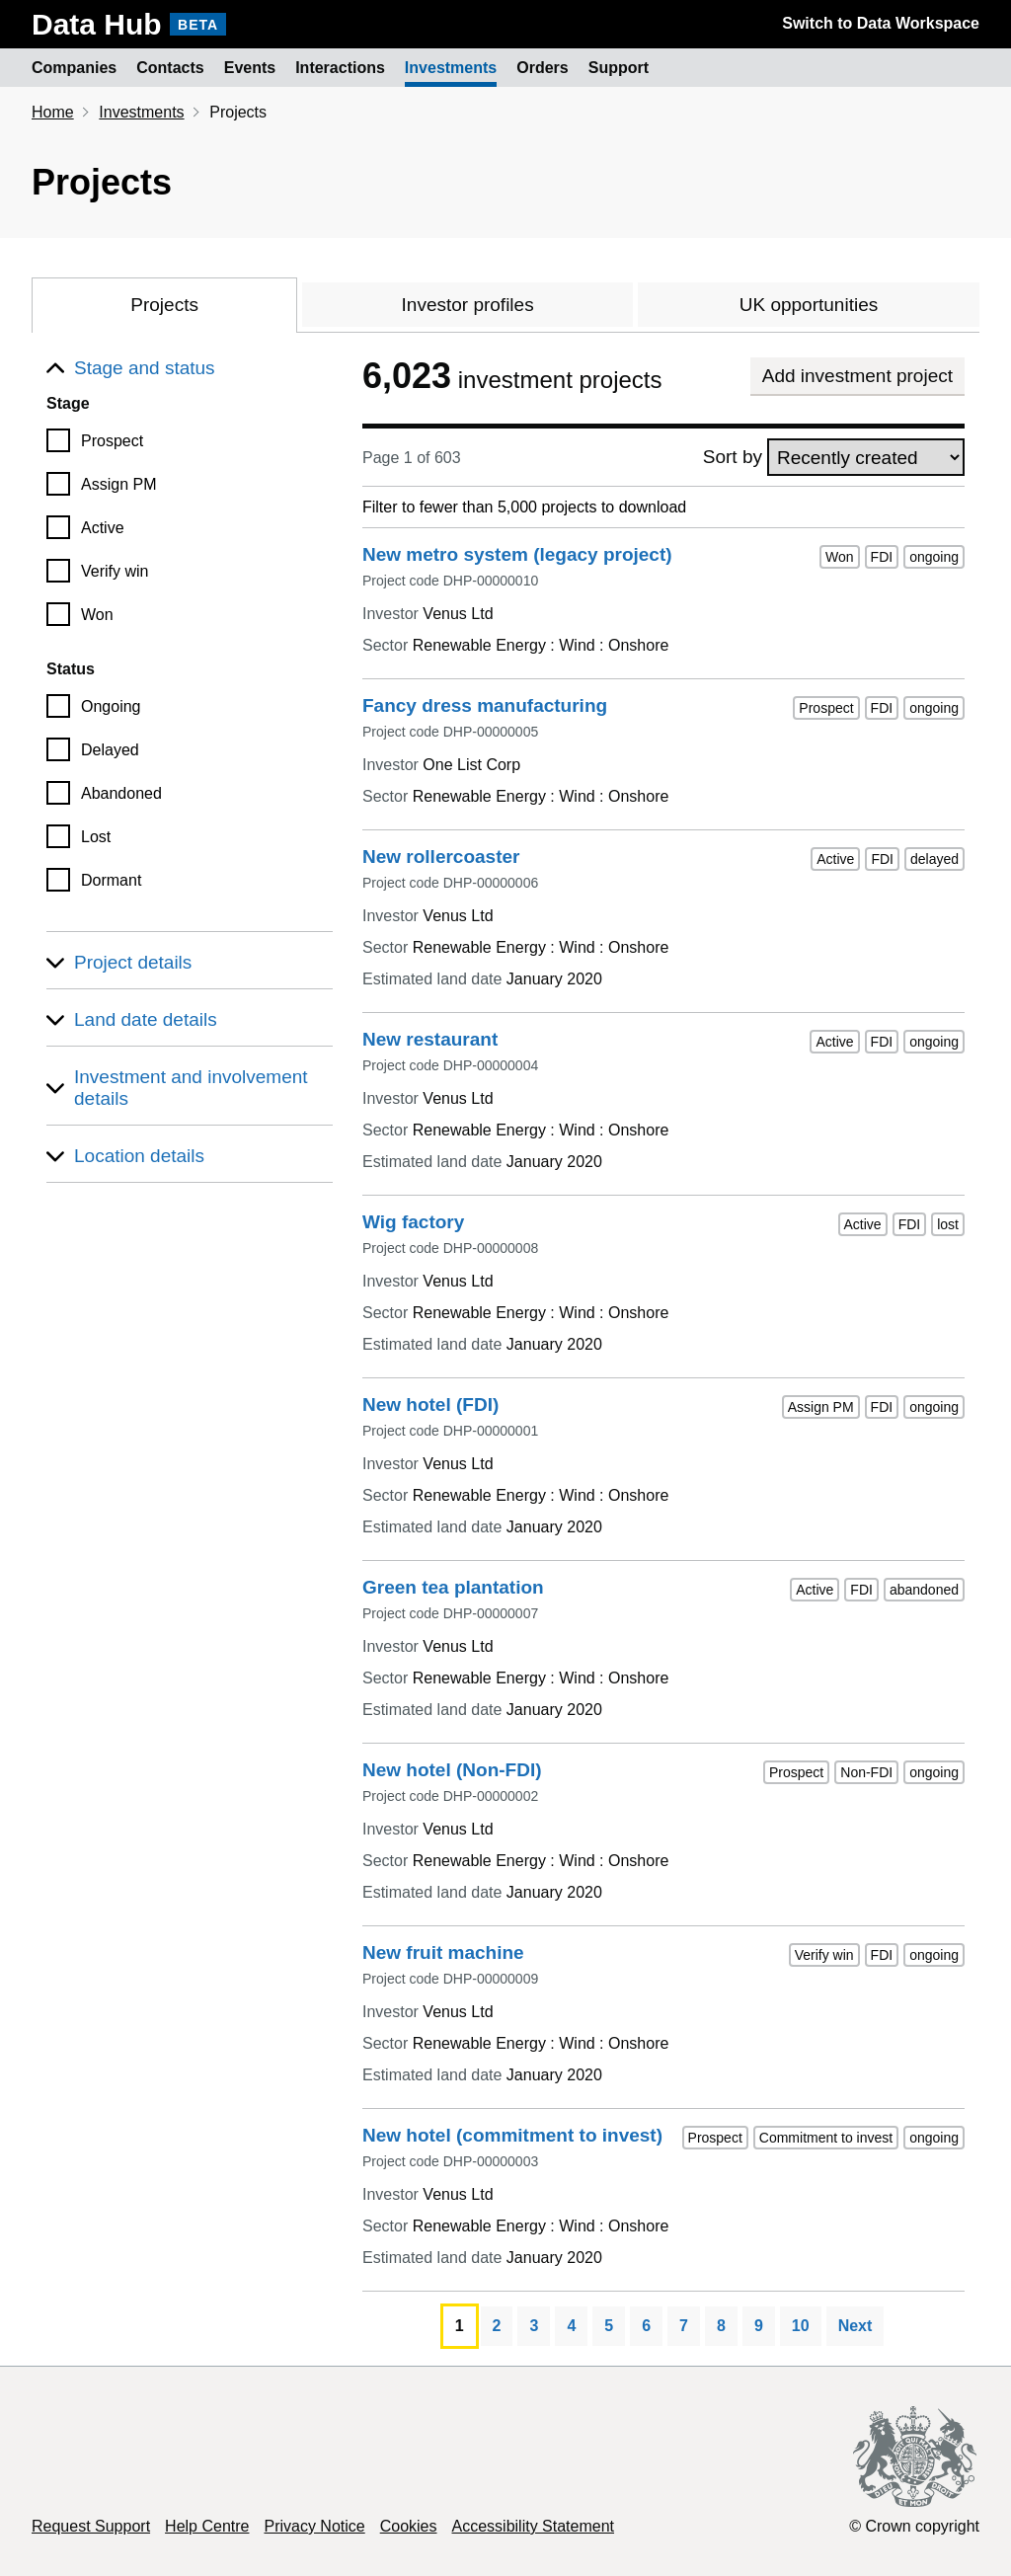 Data Hub BETA
Switch to Data Workspace
Companies Contacts Events Interactions Investments Orders Support
Home Investments Projects
Projects
Projects Investor profiles UK opportunities
Stage and status
Stage
Prospect
Assign PM
Active
Verify win
Won
Status
Ongoing
Delayed
Abandoned
Lost
Dormant
Project details
Land date details
Investment and involvement
details
Location details
6,023 investment projects
Add investment project
Page 1 of 603
Sort by Recently created
Filter to fewer than 5,000 projects to download
New metro system (legacy project)
Won FDI ongoing
Project code DHP-00000010
Investor Venus Ltd
Sector Renewable Energy : Wind : Onshore
Fancy dress manufacturing
Prospect FDI ongoing
Project code DHP-00000005
Investor One List Corp
Sector Renewable Energy : Wind : Onshore
New rollercoaster
Active FDI delayed
Project code DHP-00000006
Investor Venus Ltd
Sector Renewable Energy : Wind : Onshore
Estimated land date January 2020
New restaurant
Active FDI ongoing
Project code DHP-00000004
Investor Venus Ltd
Sector Renewable Energy : Wind : Onshore
Estimated land date January 2020
Wig factory
Active FDI lost
Project code DHP-00000008
Investor Venus Ltd
Sector Renewable Energy : Wind : Onshore
Estimated land date January 2020
New hotel (FDI)
Assign PM FDI ongoing
Project code DHP-00000001
Investor Venus Ltd
Sector Renewable Energy : Wind : Onshore
Estimated land date January 2020
Green tea plantation
Active FDI abandoned
Project code DHP-00000007
Investor Venus Ltd
Sector Renewable Energy : Wind : Onshore
Estimated land date January 2020
New hotel (Non-FDI)
Prospect Non-FDI ongoing
Project code DHP-00000002
Investor Venus Ltd
Sector Renewable Energy : Wind : Onshore
Estimated land date January 2020
New fruit machine
Verify win FDI ongoing
Project code DHP-00000009
Investor Venus Ltd
Sector Renewable Energy : Wind : Onshore
Estimated land date January 2020
New hotel (commitment to invest)
Prospect Commitment to invest ongoing
Project code DHP-00000003
Investor Venus Ltd
Sector Renewable Energy : Wind : Onshore
Estimated land date January 2020
1 2 3 4 5 6 7 8 9 10 Next
DIEU ET MON DROIT
Request Support Help Centre Privacy Notice Cookies Accessibility Statement
© Crown copyright